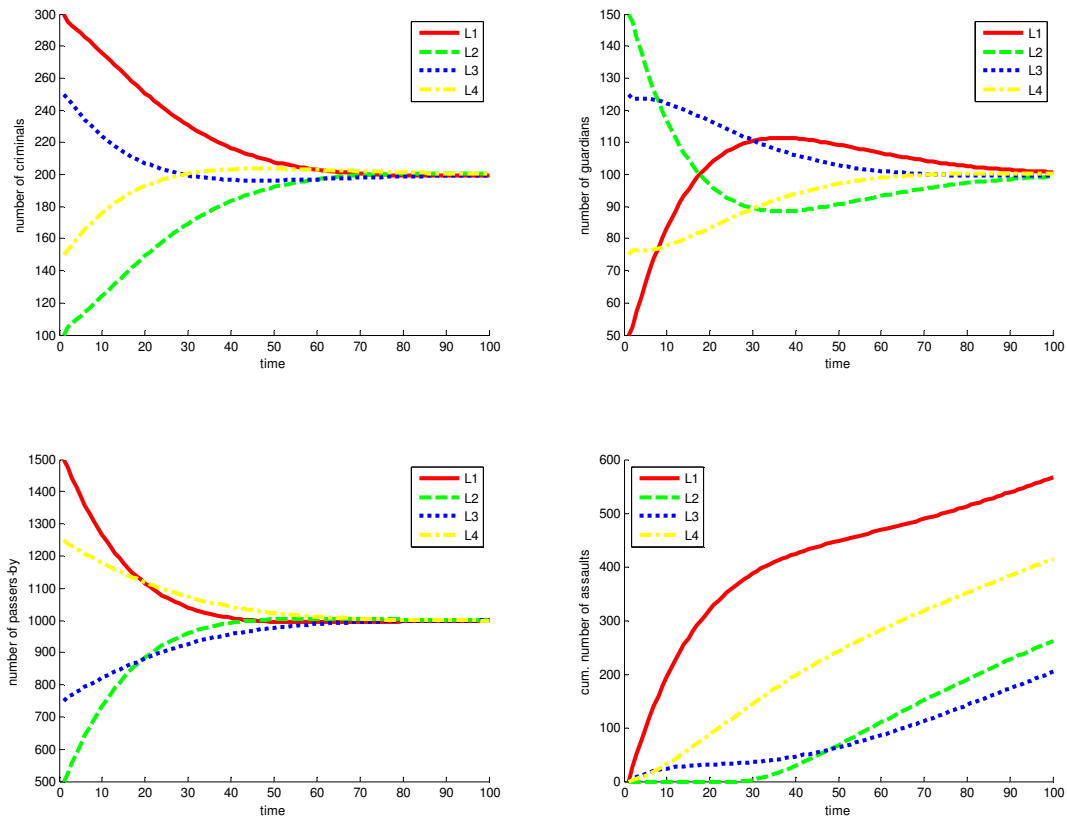 300
280
260
240
220
200
180
160
140
120
100
number of criminals
0 10 20 30 40 50 60 70 80 90 100
time
L1
L2
L3
L4
150
140
130
120
110
100
90
80
70
60
50
number of guardians
0 10 20 30 40 50 60 70 80 90 100
time
L1
L2
L3
L4
1500
1400
1300
1200
1100
1000
900
800
700
600
500
number of passers-by
0 10 20 30 40 50 60 70 80 90 100
time
L1
L2
L3
L4
600
500
400
300
200
100
0
cum. number of assaults
0 10 20 30 40 50 60 70 80 90 100
time
L1
L2
L3
L4